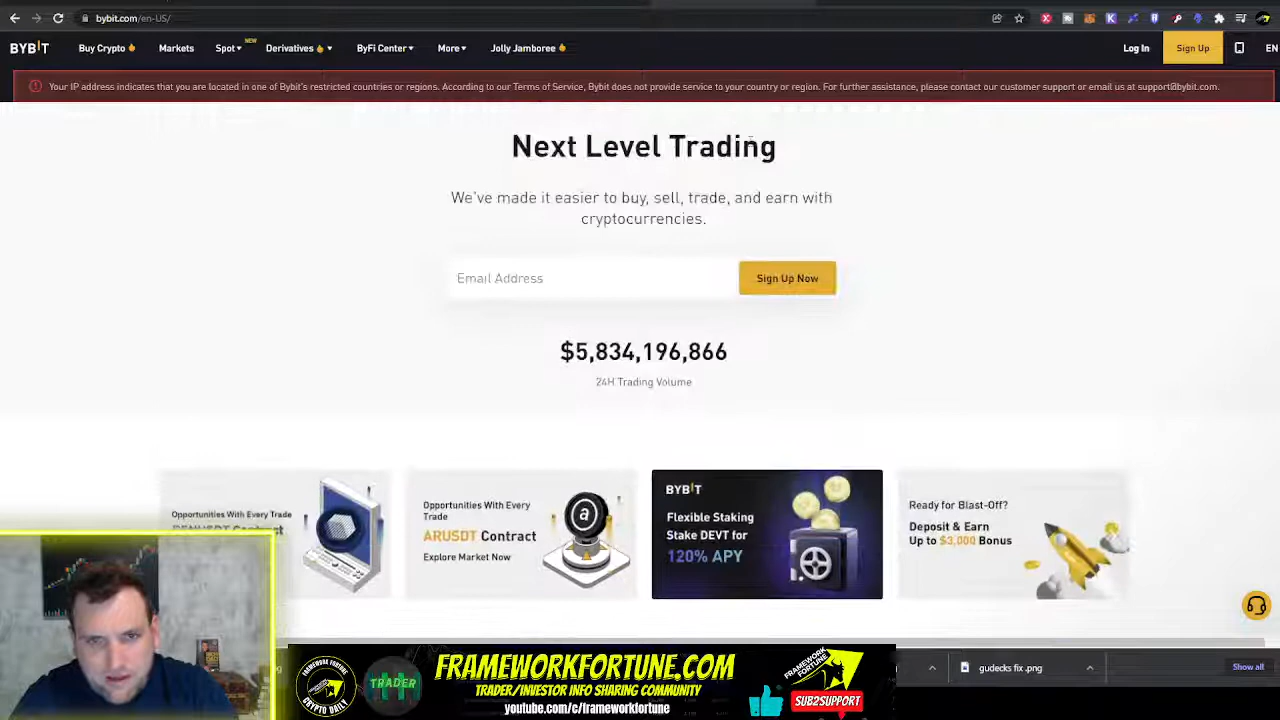 bybit.com/en-US/
BYBIT
Buy Crypto
Markets
Spot
NEW
Derivatives
ByFi Center
More
Jolly Jamboree
Log In
Sign Up
EN
Your IP address indicates that you are located in one of Bybit's restricted countries or regions. According to our Terms of Service, Bybit does not provide service to your country or region. For further assistance, please contact our customer support or email us at support@bybit.com.
Next Level Trading
We've made it easier to buy, sell, trade, and earn with
cryptocurrencies.
Email Address
Sign Up Now
$5,834,196,866
24H Trading Volume
Opportunities With Every Trade
Contract
Opportunities With Every
Trade
ARUSDT Contract
Explore Market Now
BYBIT
Flexible Staking
Stake DEVT for
120% APY
Ready for Blast-Off?
Deposit & Earn
Up to $3,000 Bonus
FRAMEWORK FORTUNE
CRYPTO DAILY
TRADER
FRAMEWORKFORTUNE.COM
TRADER/INVESTOR INFO SHARING COMMUNITY
youtube.com/c/frameworkfortune
FRAMEWORK
FORTUNE
SUB2SUPPORT
gudecks fix .png
Show all